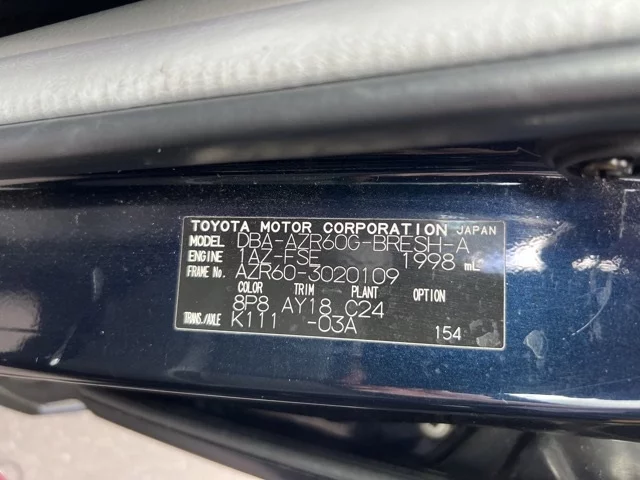 TOYOTA MOTOR CORPORATION JAPAN
MODEL DBA-AZR60G-BRESH-A
ENGINE 1AZ-FSE 1998 mL
FRAME No. AZR60-3020109
COLOR TRIM PLANT OPTION
8P8 AY18 C24
TRANS./AXLE K111 -03A 154